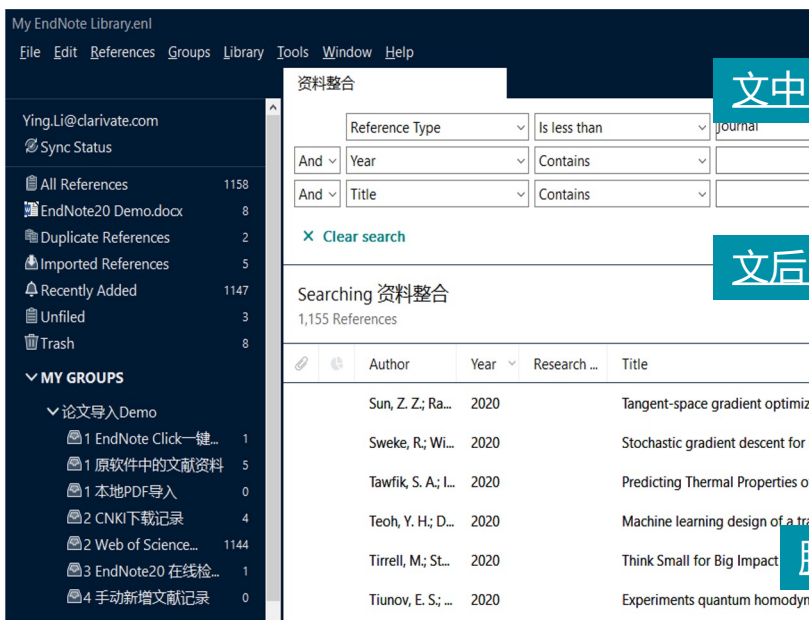 My EndNote Library.enl
File Edit References Groups Library Tools Window Help
Ying.Li@clarivate.com
Sync Status
All References 1158
EndNote20 Demo.docx 8
Duplicate References 2
Imported References 5
Recently Added 1147
Unfiled 3
Trash 8
MY GROUPS
论文导入Demo
1 EndNote Click一键... 1
1 原软件中的文献资料 5
1 本地PDF导入 0
2 CNKI下载记录 4
2 Web of Science... 1144
3 EndNote20 在线检... 1
4 手动新增文献记录 0
资料整合
文中
Reference Type Is less than Journal
And Year Contains
And Title Contains
Clear search
文后
Searching 资料整合
1,155 References
Author Year Research ... Title
Sun, Z. Z.; Ra... 2020 Tangent-space gradient optimiz
Sweke, R.; Wi... 2020 Stochastic gradient descent for
Tawfik, S. A.; I... 2020 Predicting Thermal Properties o
Teoh, Y. H.; D... 2020 Machine learning design of a tra
Tirrell, M.; St... 2020 Think Small for Big Impact
Tiunov, E. S.; ... 2020 Experiments quantum homodyn